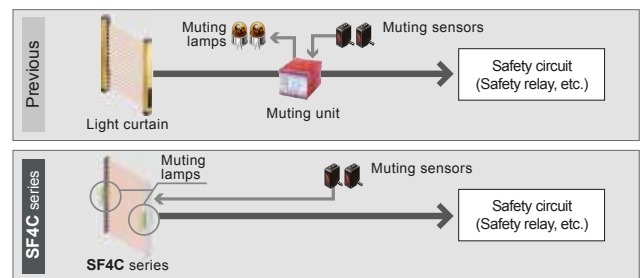 Previous
Muting
lamps
Muting sensors
Light curtain
Muting unit
Safety circuit
(Safety relay, etc.)
SF4C series
Muting
lamps
Muting sensors
SF4C series
Safety circuit
(Safety relay, etc.)